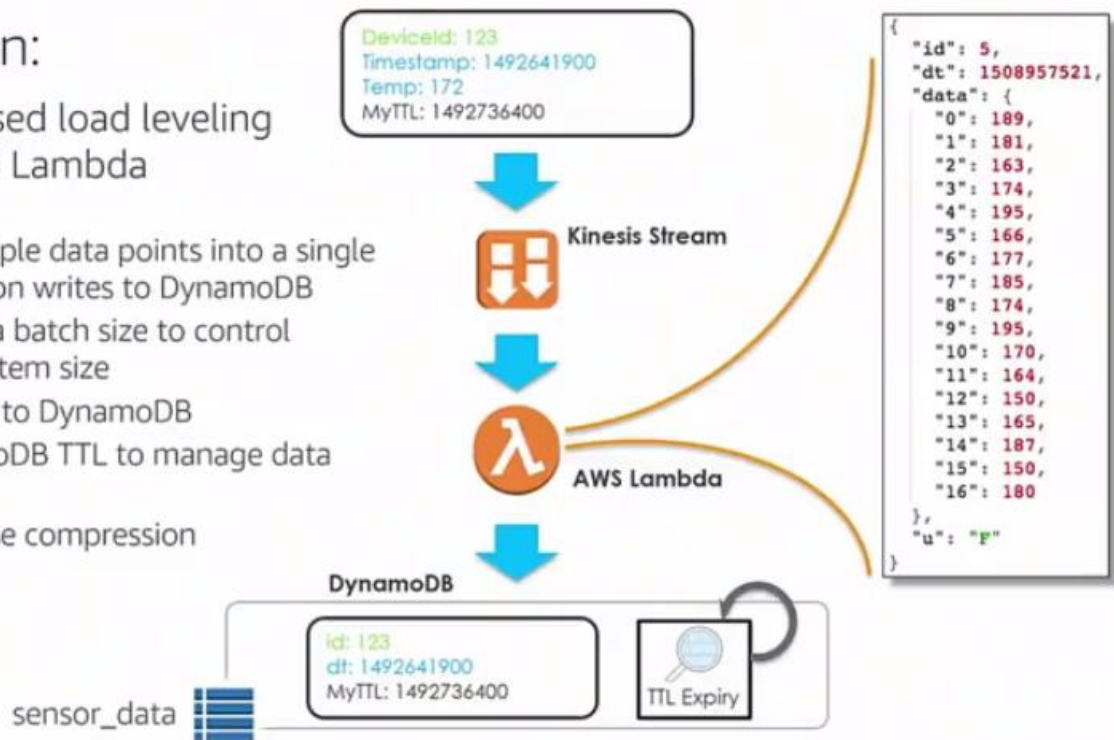 n:
sed load leveling
Lambda
ple data points into a single
on writes to DynamoDB
a batch size to control
tem size
to DynamoDB
oDB TTL to manage data
e compression
DeviceId: 123
Timestamp: 1492641900
Temp: 172
MyTTL: 1492736400
Kinesis Stream
AWS Lambda
DynamoDB
id: 123
dt: 1492641900
MyTTL: 1492736400
TTL Expiry
sensor_data
{
"id": 5,
"dt": 1508957521,
"data": {
"0": 189,
"1": 181,
"2": 163,
"3": 174,
"4": 195,
"5": 166,
"6": 177,
"7": 185,
"8": 174,
"9": 195,
"10": 170,
"11": 164,
"12": 150,
"13": 165,
"14": 187,
"15": 150,
"16": 180
},
"u": "F"
}